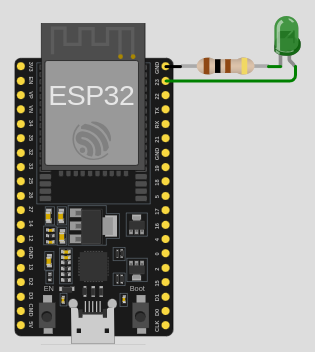 ESP32
3V3
EN
VP
VN
34
35
32
33
25
26
27
14
12
GND
13
D2
D3
CMD
5V
GND
23
22
TX
RX
21
GND
19
18
5
17
16
4
0
2
15
D1
D0
CLK
EN
Boot